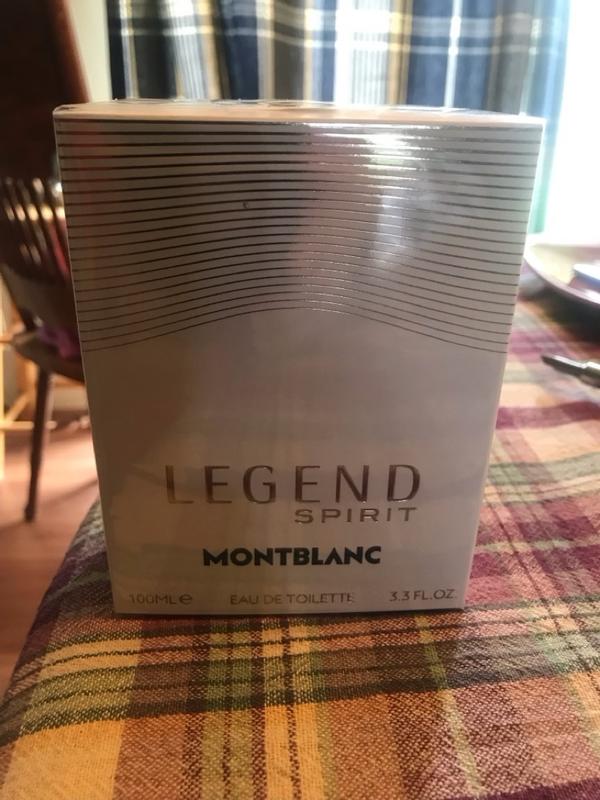 LEGEND
SPIRIT
MONTBLANC
100ML e EAU DE TOILETTE 3.3 FL.OZ.